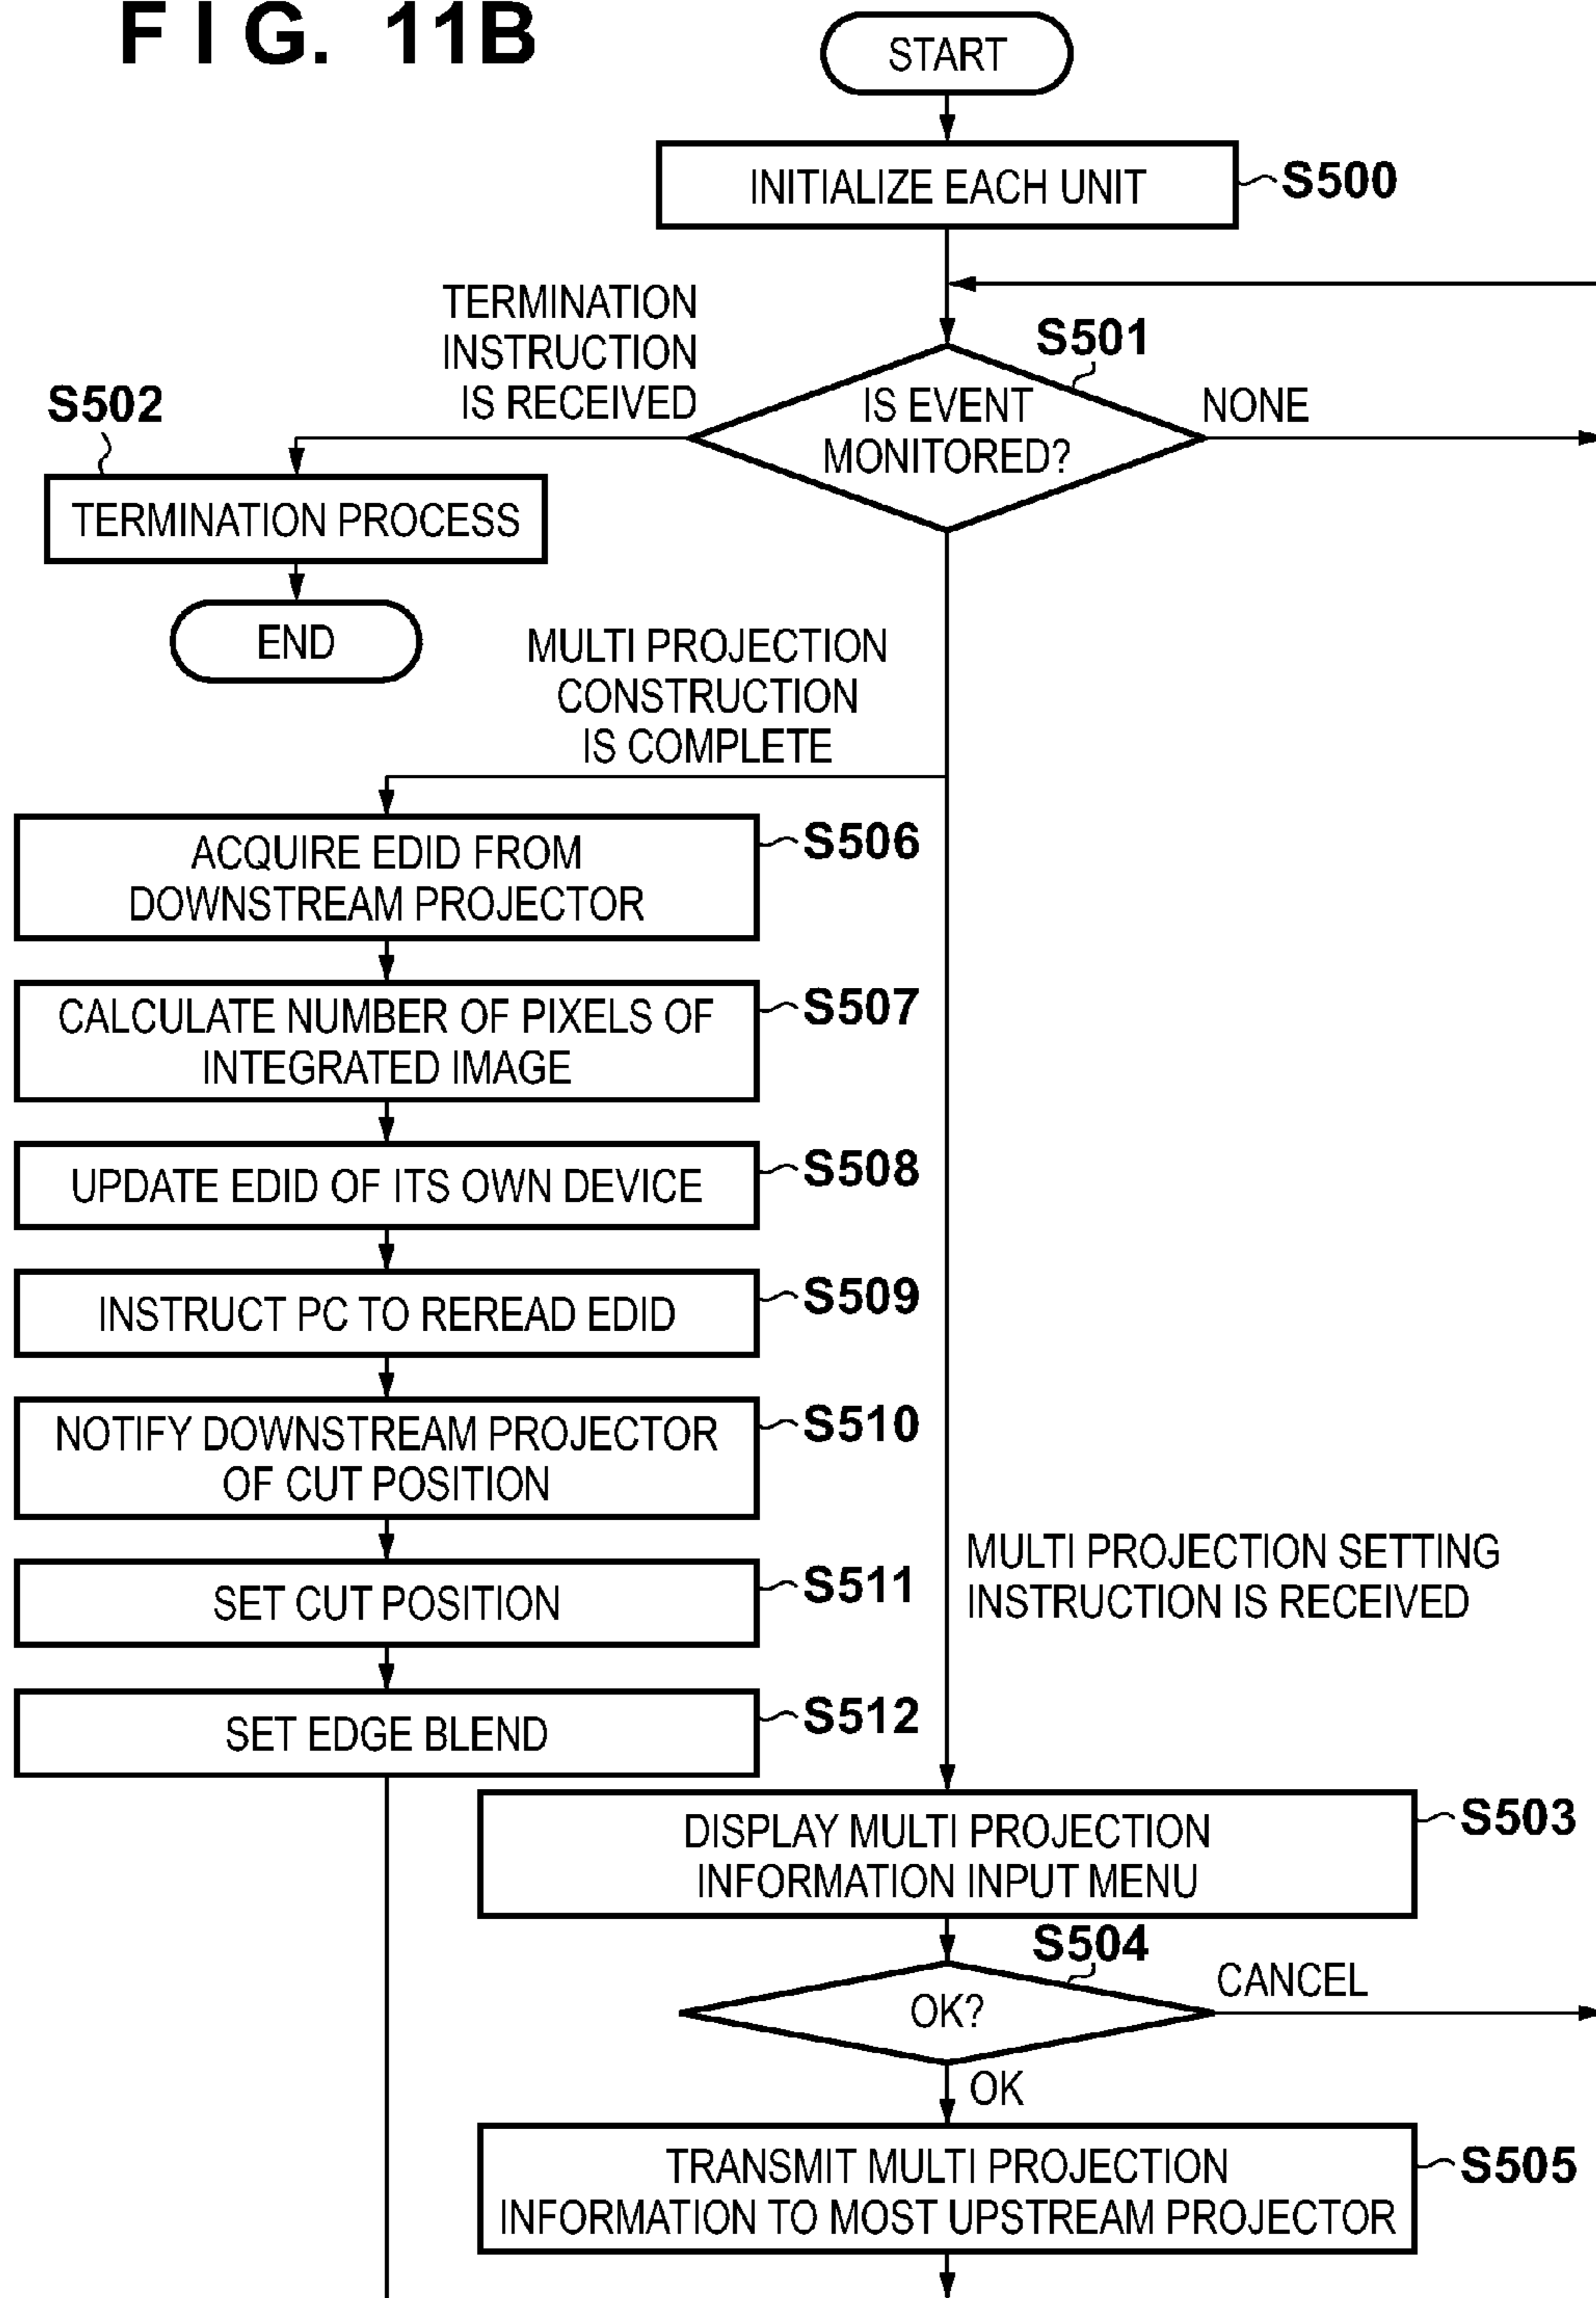 FIG. 11B
START
INITIALIZE EACH UNIT
S500
TERMINATION
INSTRUCTION
IS RECEIVED
S501
IS EVENT
MONITORED?
NONE
S502
TERMINATION PROCESS
END
MULTI PROJECTION
CONSTRUCTION
IS COMPLETE
ACQUIRE EDID FROM
DOWNSTREAM PROJECTOR
S506
CALCULATE NUMBER OF PIXELS OF
INTEGRATED IMAGE
S507
UPDATE EDID OF ITS OWN DEVICE
S508
INSTRUCT PC TO REREAD EDID
S509
NOTIFY DOWNSTREAM PROJECTOR
OF CUT POSITION
S510
SET CUT POSITION
S511
SET EDGE BLEND
S512
MULTI PROJECTION SETTING
INSTRUCTION IS RECEIVED
DISPLAY MULTI PROJECTION
INFORMATION INPUT MENU
S503
S504
OK?
CANCEL
OK
TRANSMIT MULTI PROJECTION
INFORMATION TO MOST UPSTREAM PROJECTOR
S505